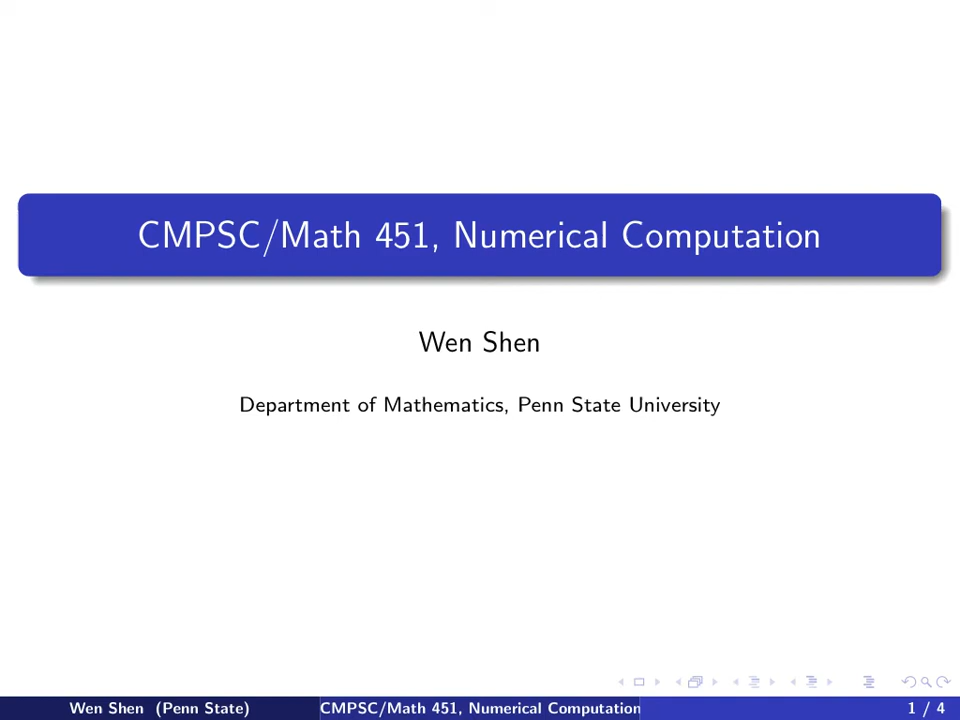 CMPSC/Math 451, Numerical Computation
Wen Shen
Department of Mathematics, Penn State University
Wen Shen (Penn State)
CMPSC/Math 451, Numerical Computation
1 / 4